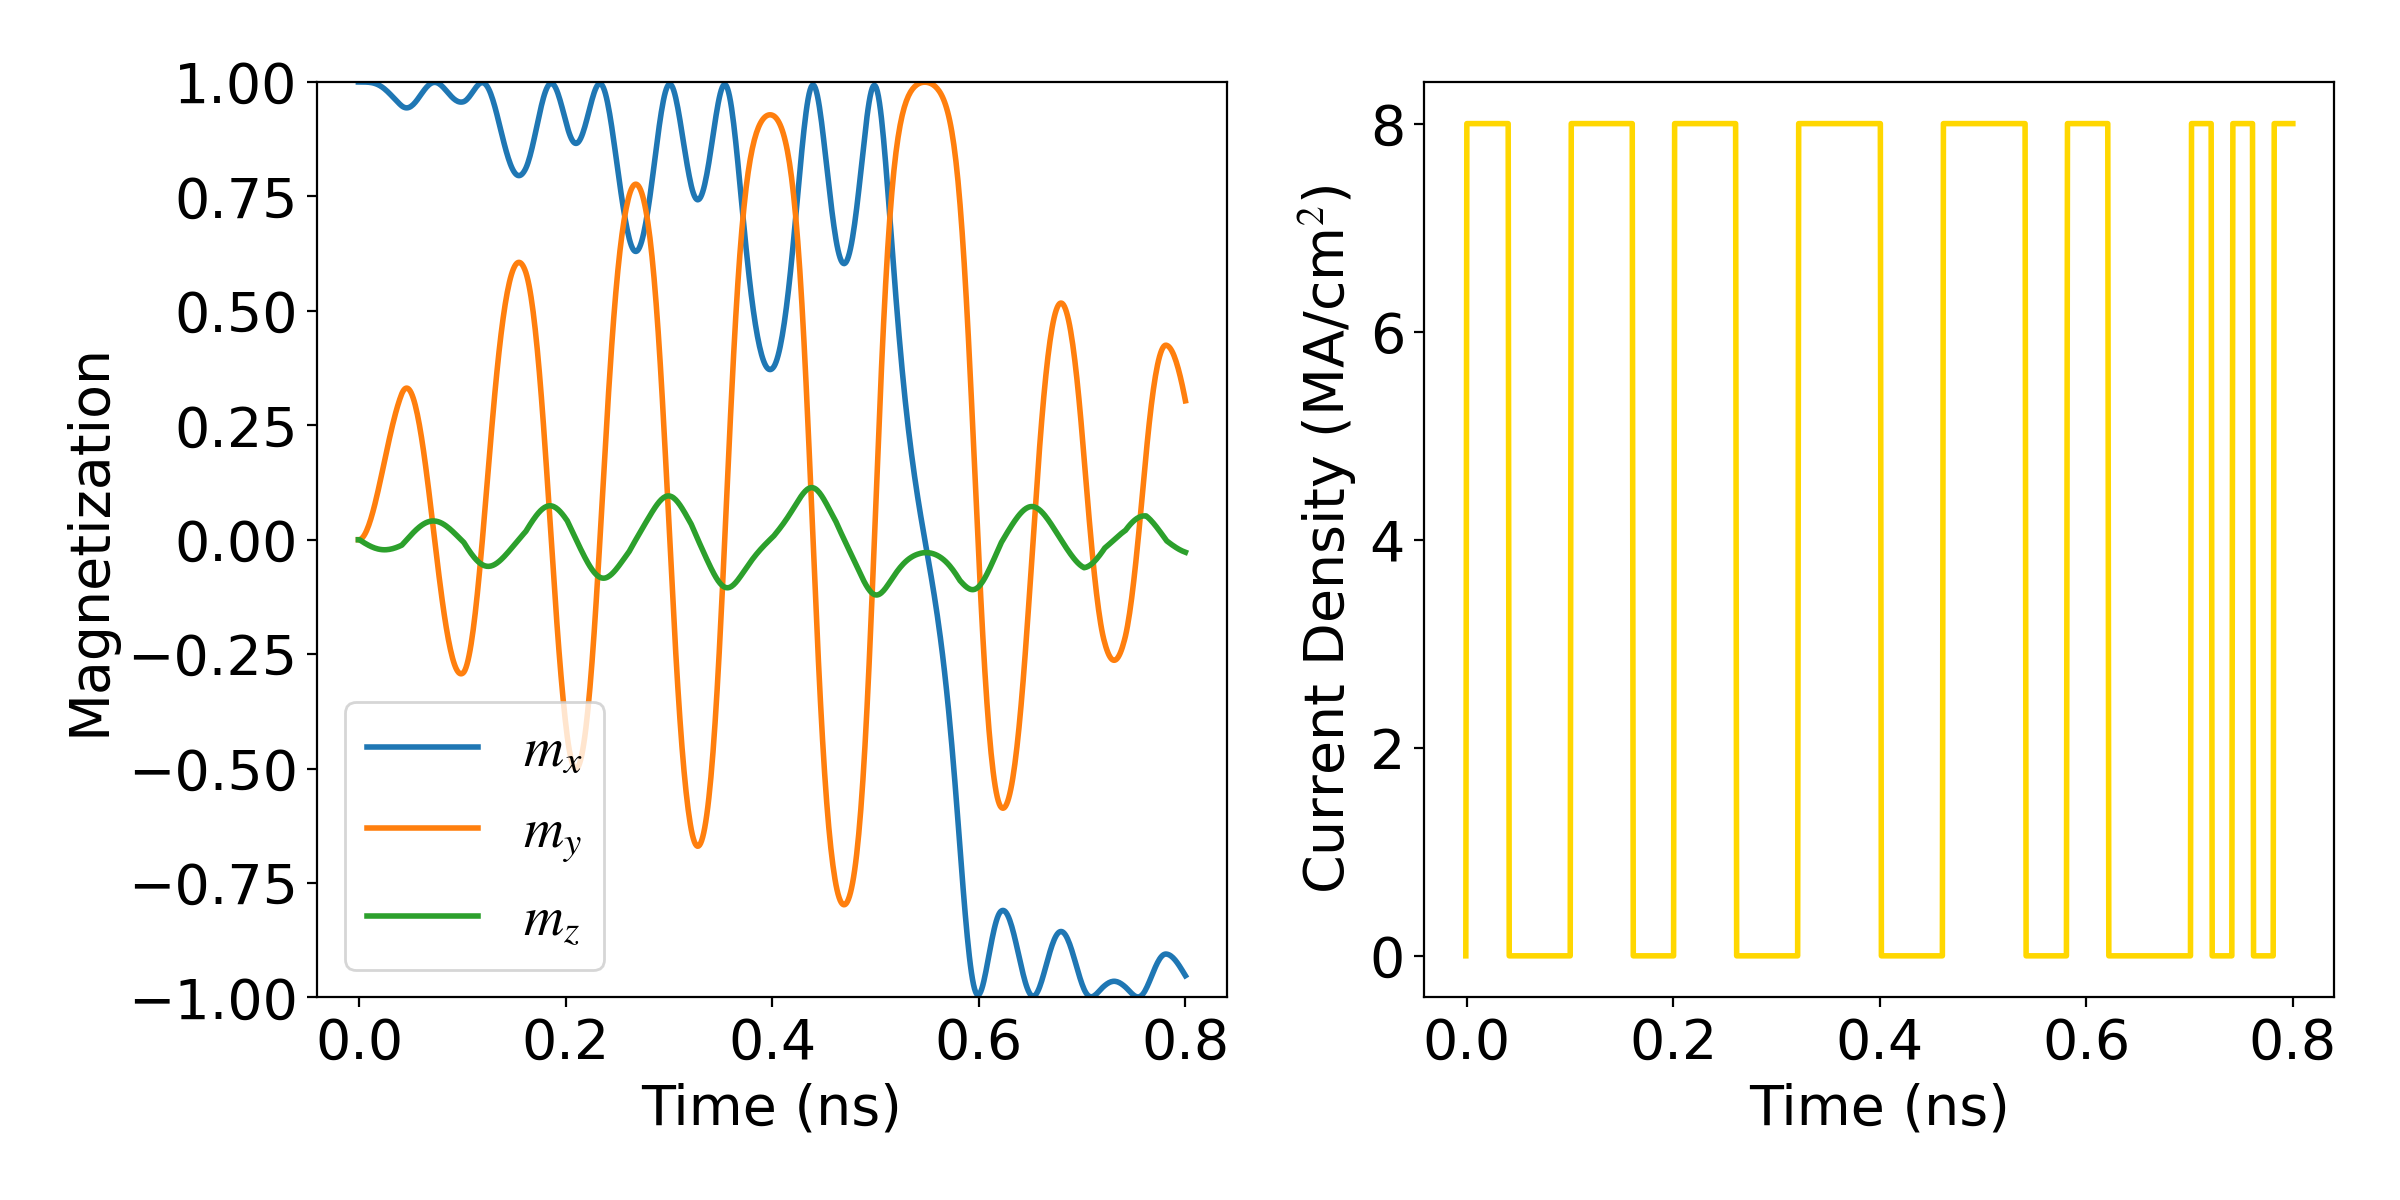 1.00
0.75
0.50
0.25
0.00
−0.25
−0.50
−0.75
−1.00
Magnetization
m_x
m_y
m_z
0.0 0.2 0.4 0.6 0.8
Time (ns)
8
6
4
2
0
Current Density (MA/cm²)
0.0 0.2 0.4 0.6 0.8
Time (ns)